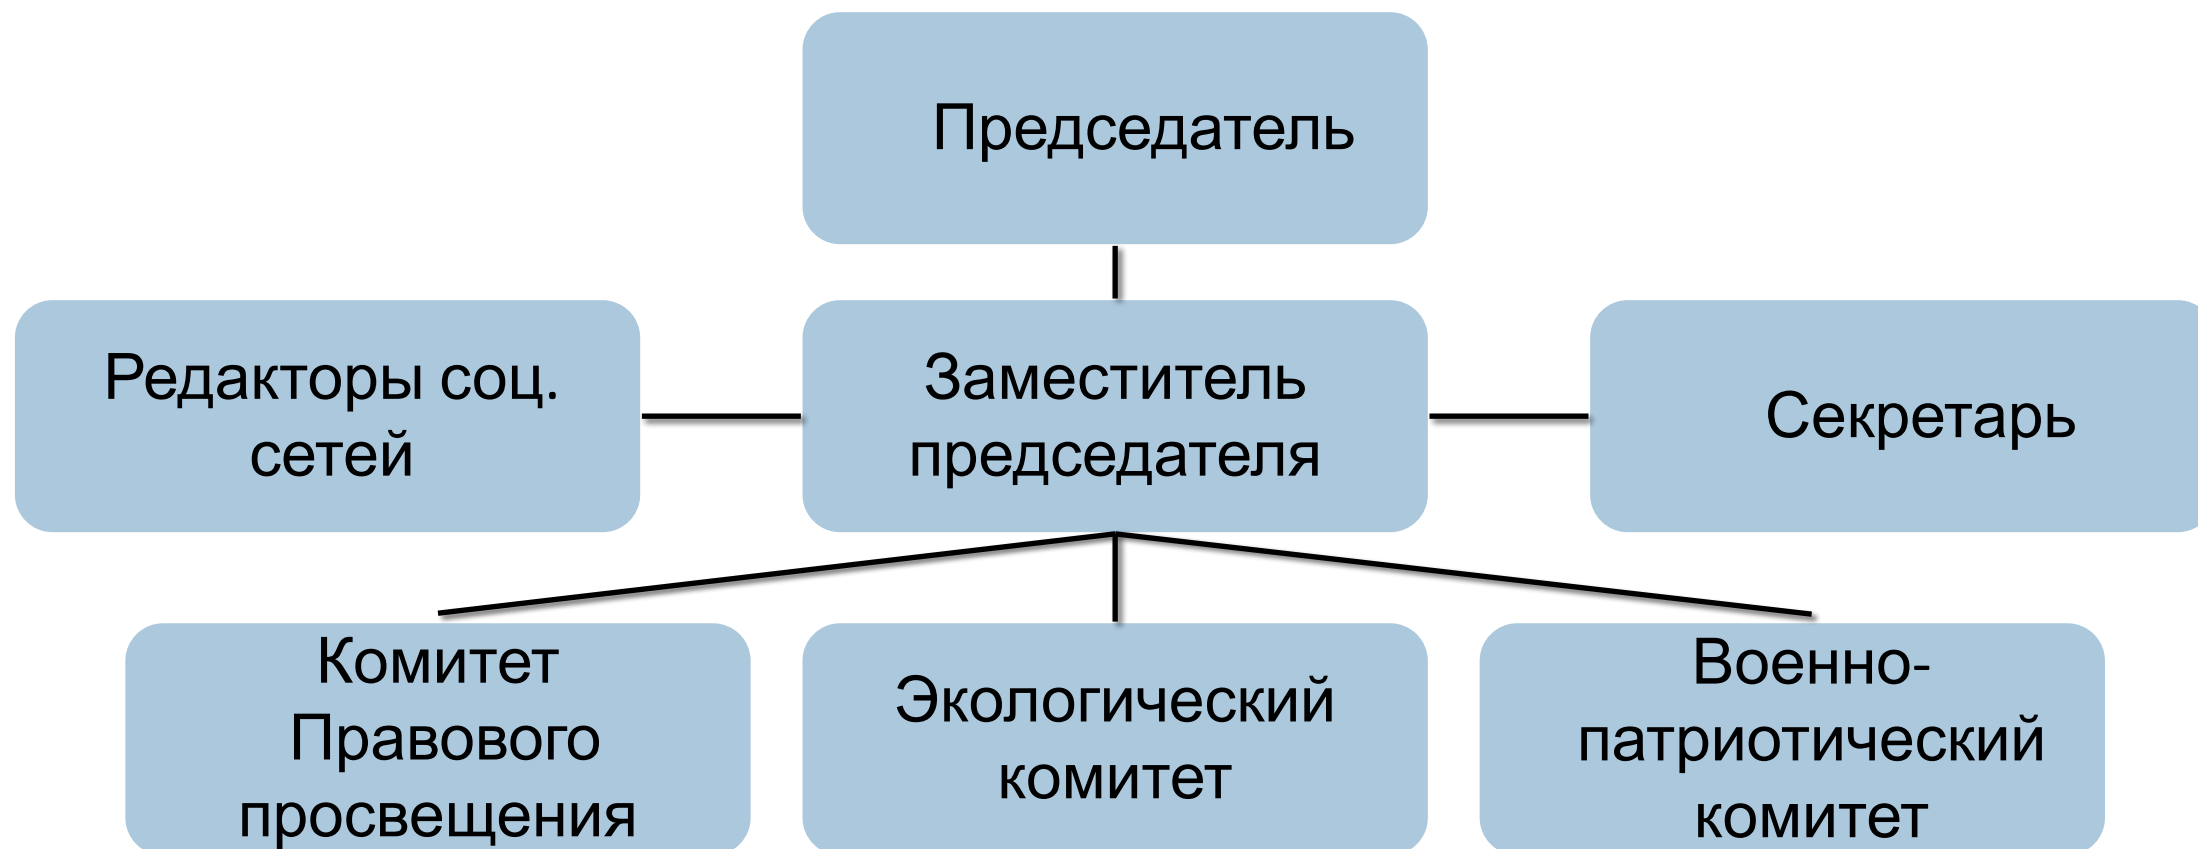 Председатель
Редакторы соц.
сетей
Заместитель
председателя
Секретарь
Комитет
Правового
просвещения
Экологический
комитет
Военно-
патриотический
комитет